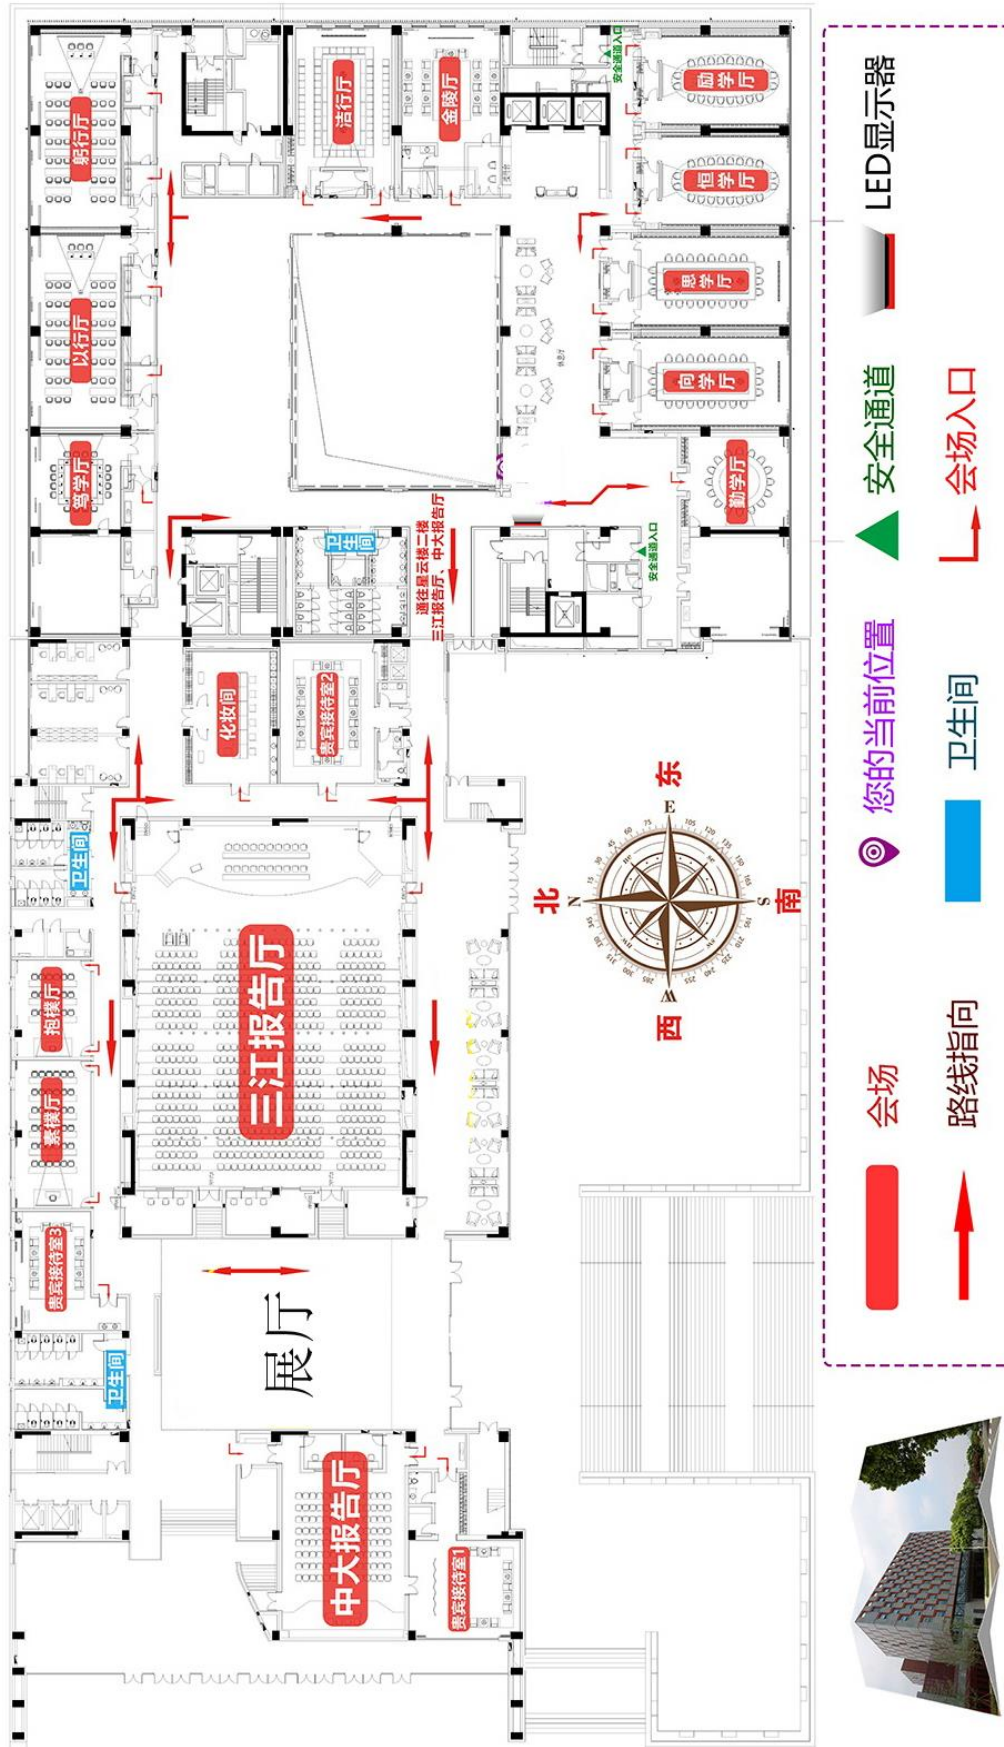 励学厅
恒学厅
思学厅
问学厅
勤学厅
安全通道入口
安全通道入口
金陵厅
洁行厅
躬行厅
以行厅
笃学厅
休息厅
卫生间
通往星云楼二楼
三江报告厅、中大报告厅
化妆间
贵宾接待室2
卫生间
三江报告厅
抱朴厅
素朴厅
贵宾接待室3
卫生间
展厅
中大报告厅
贵宾接待室1
东
E
北
N
南
S
西
W
会场
您的当前位置
安全通道
LED显示器
路线指向
卫生间
会场入口